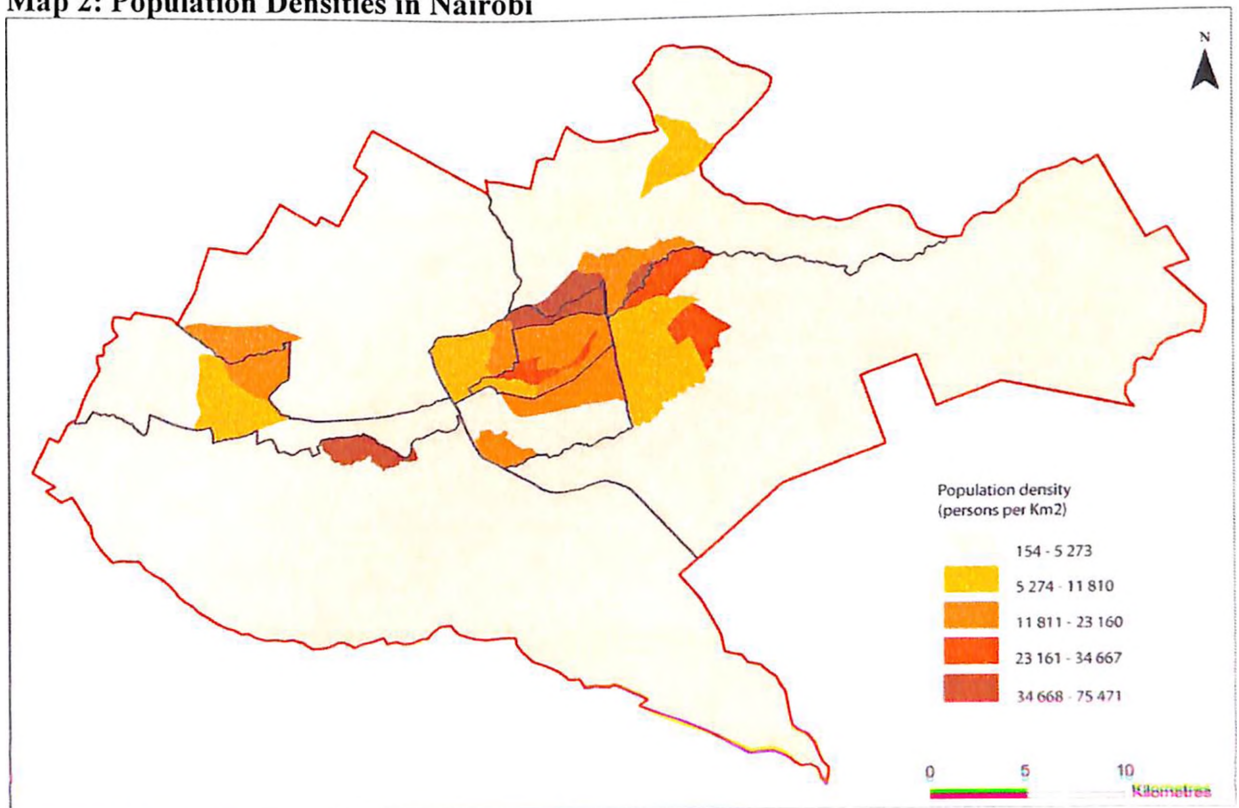 Map 2: Population Densities in Nairobi
N
Population density
(persons per Km2)
154 - 5 273
5 274 - 11 810
11 811 - 23 160
23 161 - 34 667
34 668 - 75 471
0 5 10
Kilometres